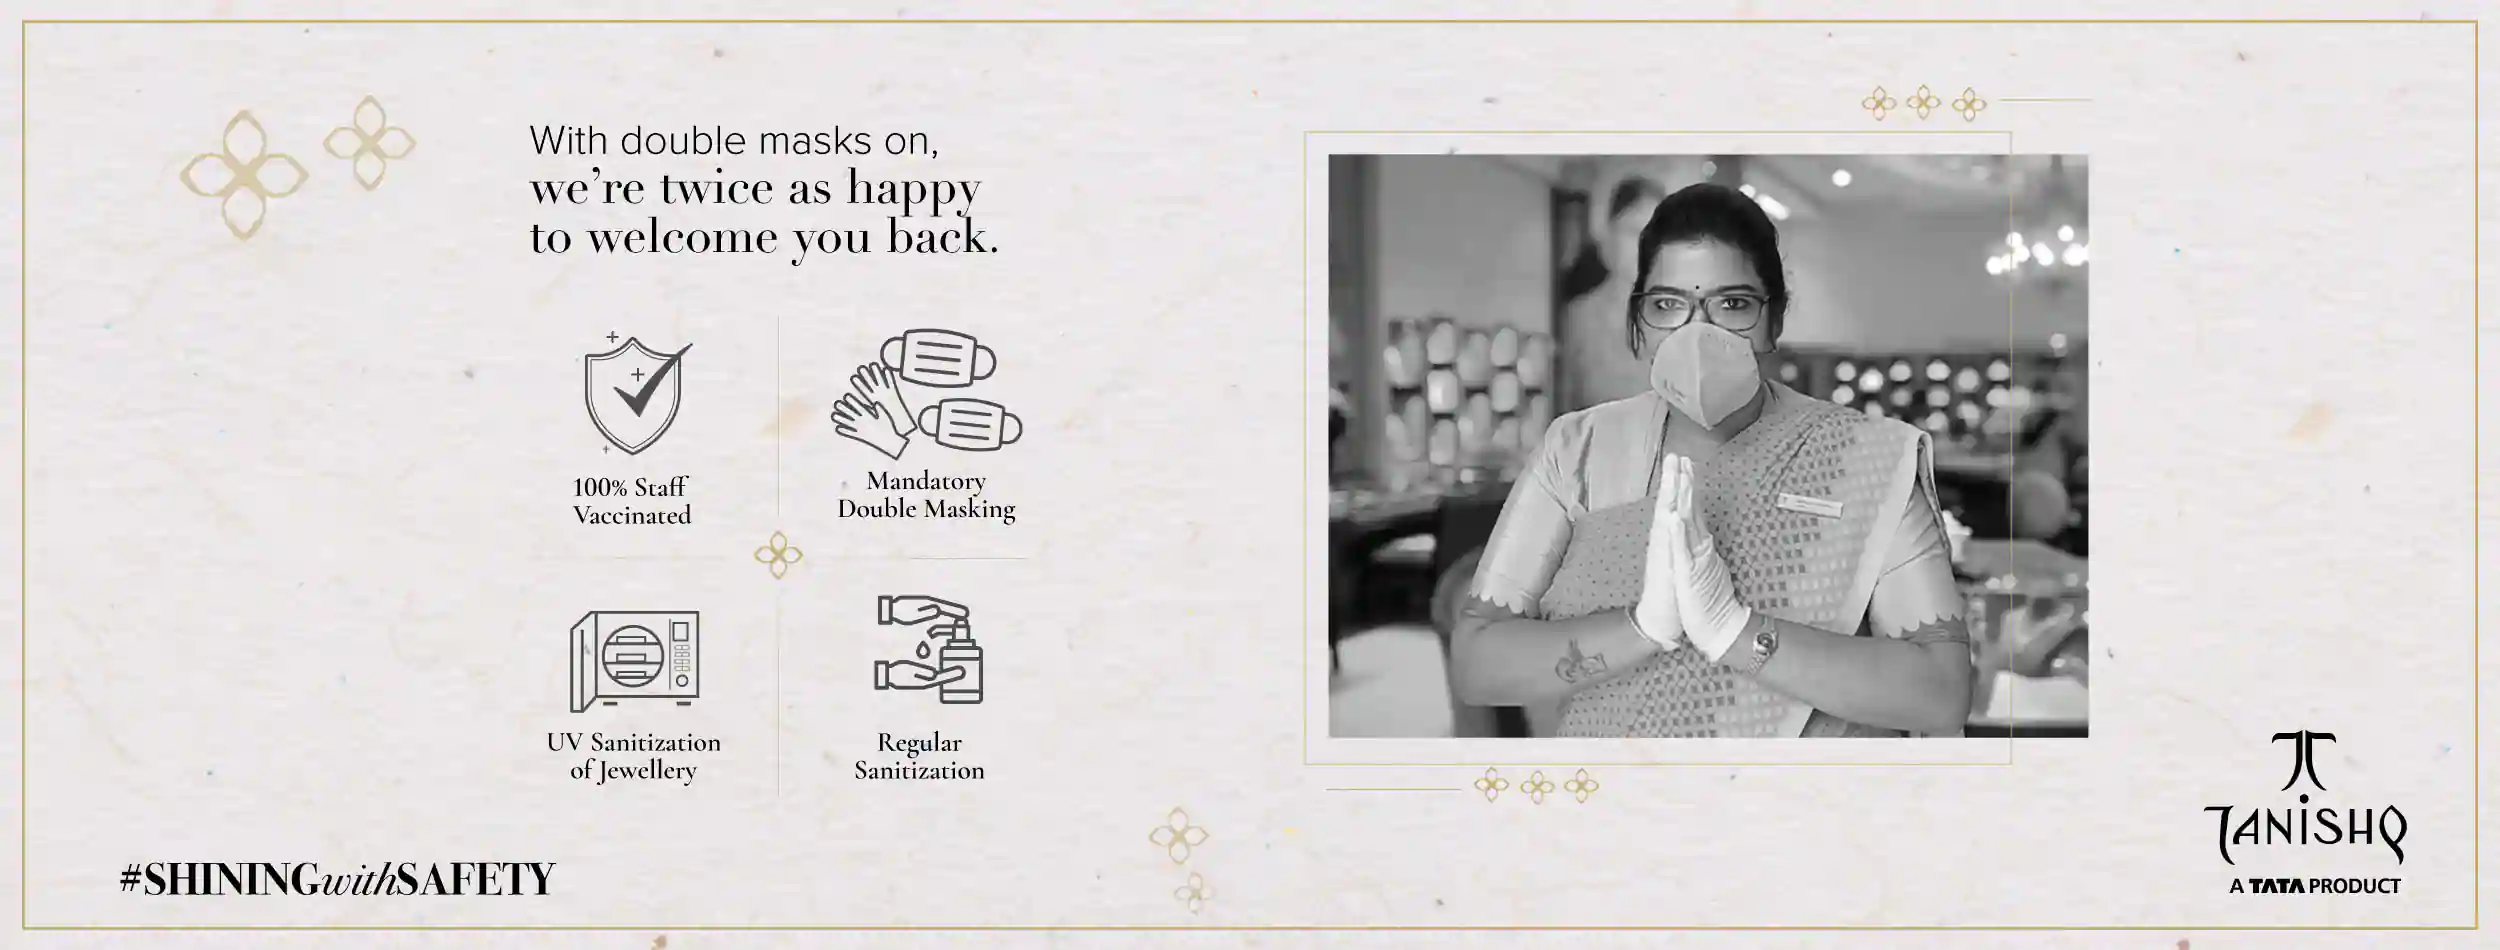 With double masks on,
we're twice as happy
to welcome you back.
100% Staff
Vaccinated
Mandatory
Double Masking
UV Sanitization
of Jewellery
Regular
Sanitization
#SHININGwithSAFETY
TANiSHQ
A TATA PRODUCT